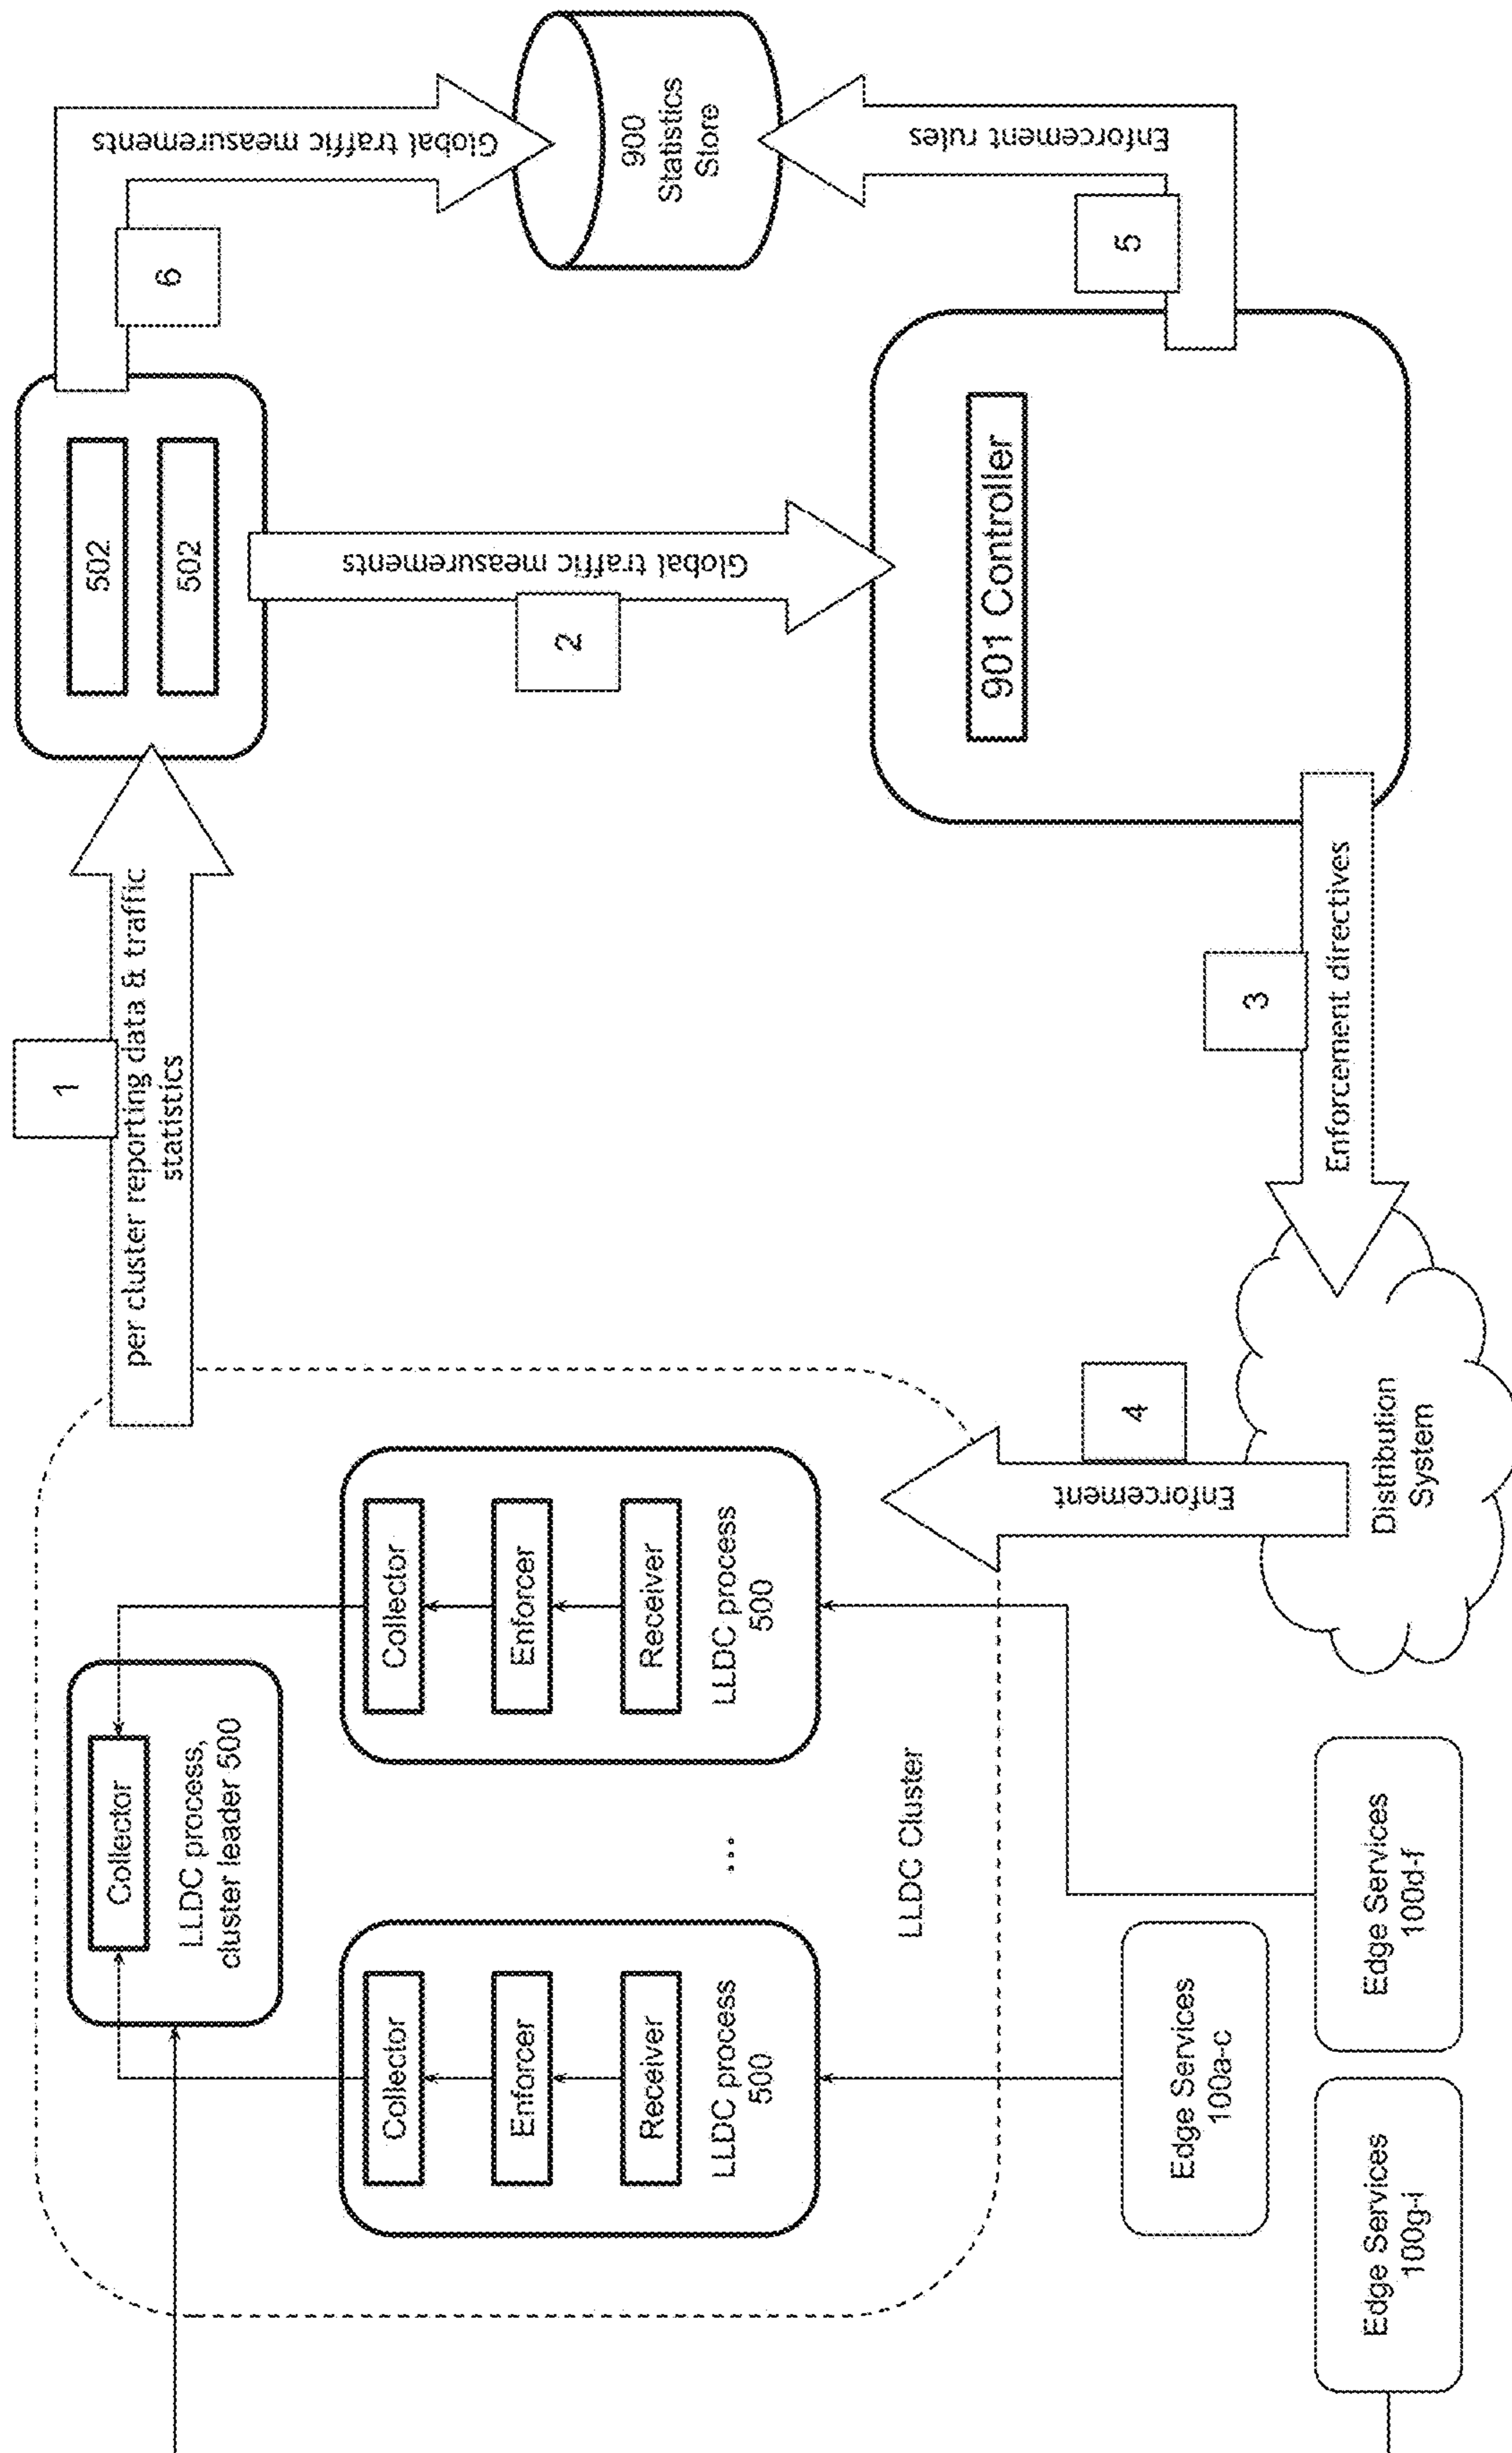 1
per cluster reporting data & traffic
statistics
Collector
LLDC process,
cluster leader 500
Collector
Enforcer
Receiver
LLDC process
500
...
Collector
Enforcer
Receiver
LLDC process
500
LLDC Cluster
Edge Services
100a-c
Edge Services
100g-i
Edge Services
100d-f
Enforcement
4
Distribution
System
Enforcement directives
3
502
502
Global traffic measurements
2
901 Controller
Global traffic measurements
6
900
Statistics
Store
Enforcement rules
5